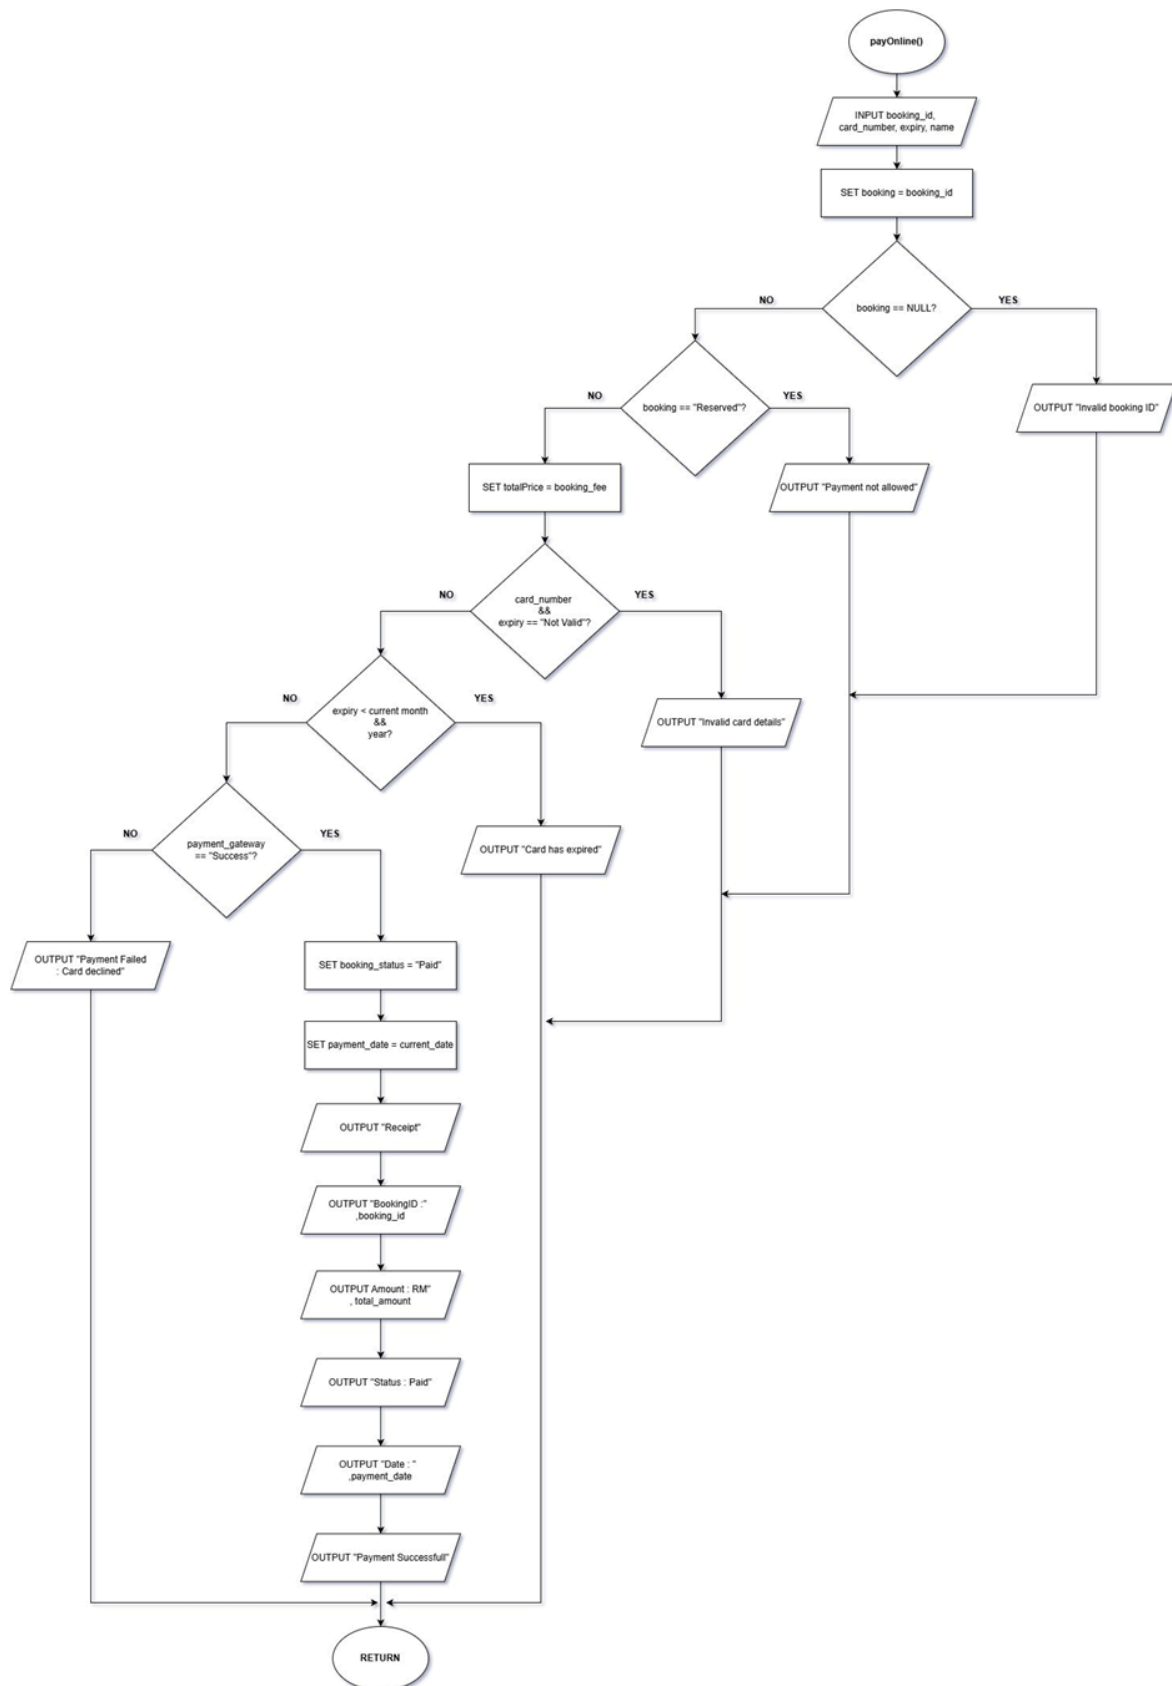 payOnline()
INPUT booking_id,
card_number, expiry, name
SET booking = booking_id
booking == NULL?
NO
YES
booking == "Reserved"?
NO
YES
OUTPUT "Invalid booking ID"
SET totalPrice = booking_fee
OUTPUT "Payment not allowed"
card_number
&&
expiry == "Not Valid"?
NO
YES
expiry < current month
&&
year?
NO
YES
OUTPUT "Invalid card details"
payment_gateway
== "Success"?
NO
YES
OUTPUT "Card has expired"
OUTPUT "Payment Failed
: Card declined"
SET booking_status = "Paid"
SET payment_date = current_date
OUTPUT "Receipt"
OUTPUT "BookingID :"
,booking_id
OUTPUT Amount : RM"
, total_amount
OUTPUT "Status : Paid"
OUTPUT "Date : "
,payment_date
OUTPUT "Payment Successfull"
RETURN